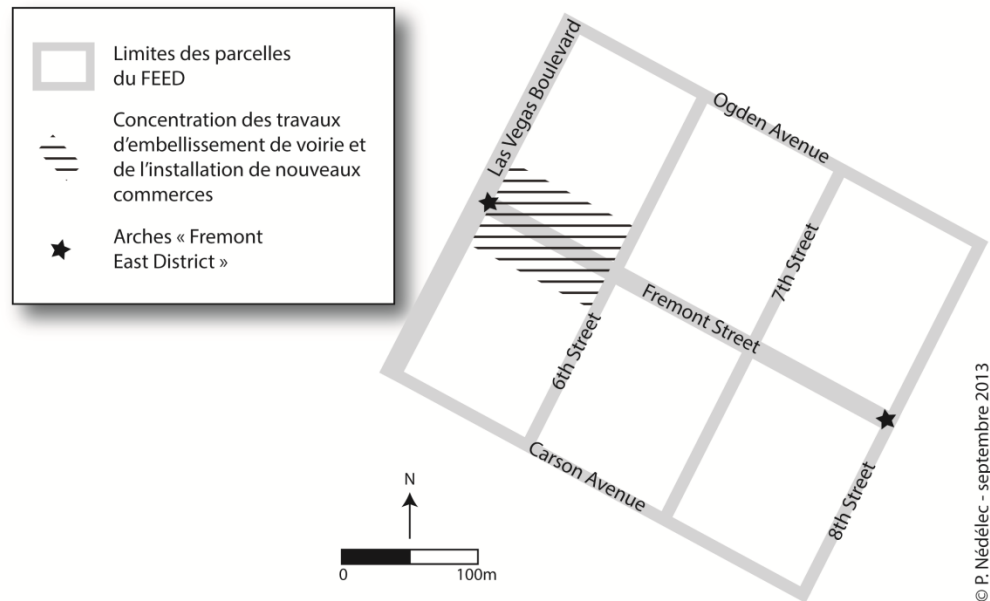 Limites des parcelles
du FEED
Concentration des travaux
d'embellissement de voirie et
de l'installation de nouveaux
commerces
Arches « Fremont
East District »
Las Vegas Boulevard
Ogden Avenue
7th Street
Fremont Street
6th Street
Carson Avenue
8th Street
N
0 100m
© P. Nédélec - septembre 2013